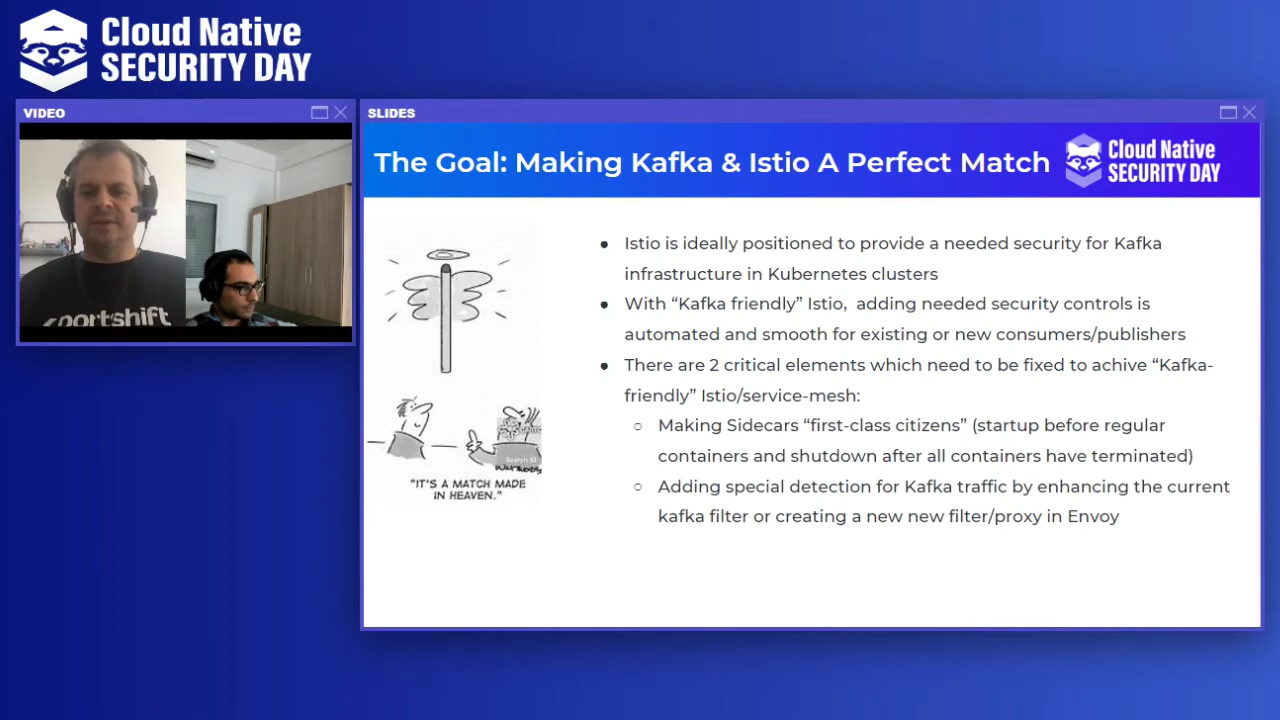 Cloud Native
SECURITY DAY
VIDEO
SLIDES
The Goal: Making Kafka & Istio A Perfect Match
Cloud Native
SECURITY DAY
portshift
● Istio is ideally positioned to provide a needed security for Kafka
infrastructure in Kubernetes clusters
● With “Kafka friendly” Istio, adding needed security controls is
automated and smooth for existing or new consumers/publishers
● There are 2 critical elements which need to be fixed to achive “Kafka-
friendly” Istio/service-mesh:
○ Making Sidecars “first-class citizens” (startup before regular
containers and shutdown after all containers have terminated)
○ Adding special detection for Kafka traffic by enhancing the current
kafka filter or creating a new new filter/proxy in Envoy
Search ID
"IT'S A MATCH MADE
IN HEAVEN."